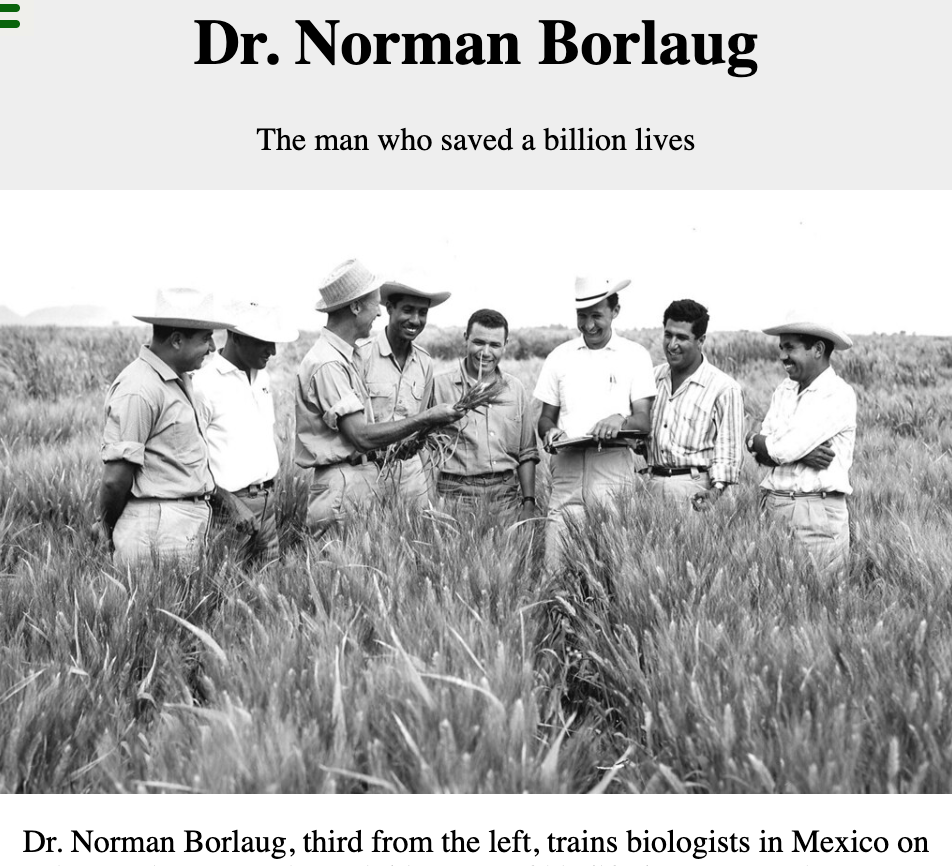 Dr. Norman Borlaug
The man who saved a billion lives
Dr. Norman Borlaug, third from the left, trains biologists in Mexico on